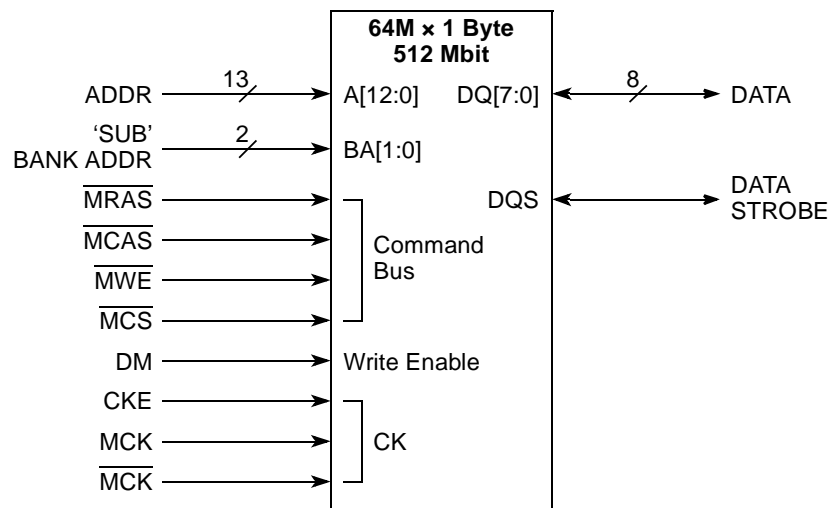 64M × 1 Byte
512 Mbit
ADDR
13
A[12:0]
DQ[7:0]
8
DATA
‘SUB’
BANK ADDR
2
BA[1:0]
MRAS
DQS
DATA
STROBE
MCAS
Command
Bus
MWE
MCS
DM
Write Enable
CKE
MCK
CK
MCK